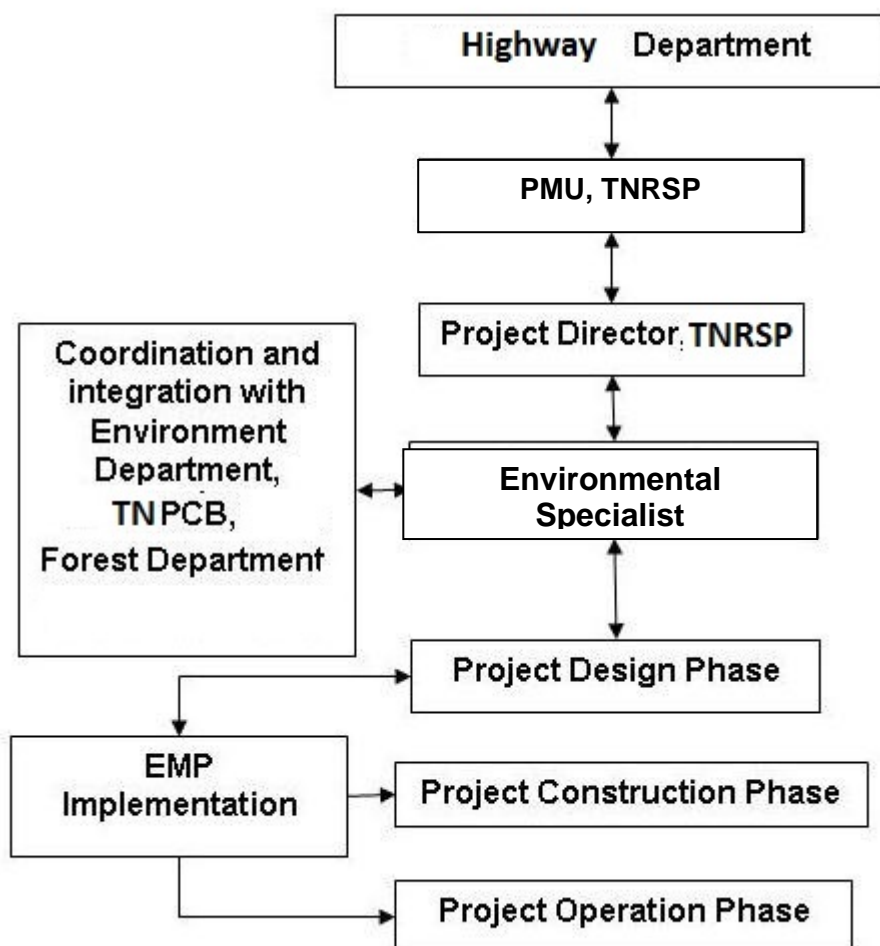 Highway Department
PMU, TNRSP
Project Director, TNRSP
Coordination and
integration with
Environment
Department,
TNPCB,
Forest Department
Environmental
Specialist
Project Design Phase
EMP
Implementation
Project Construction Phase
Project Operation Phase